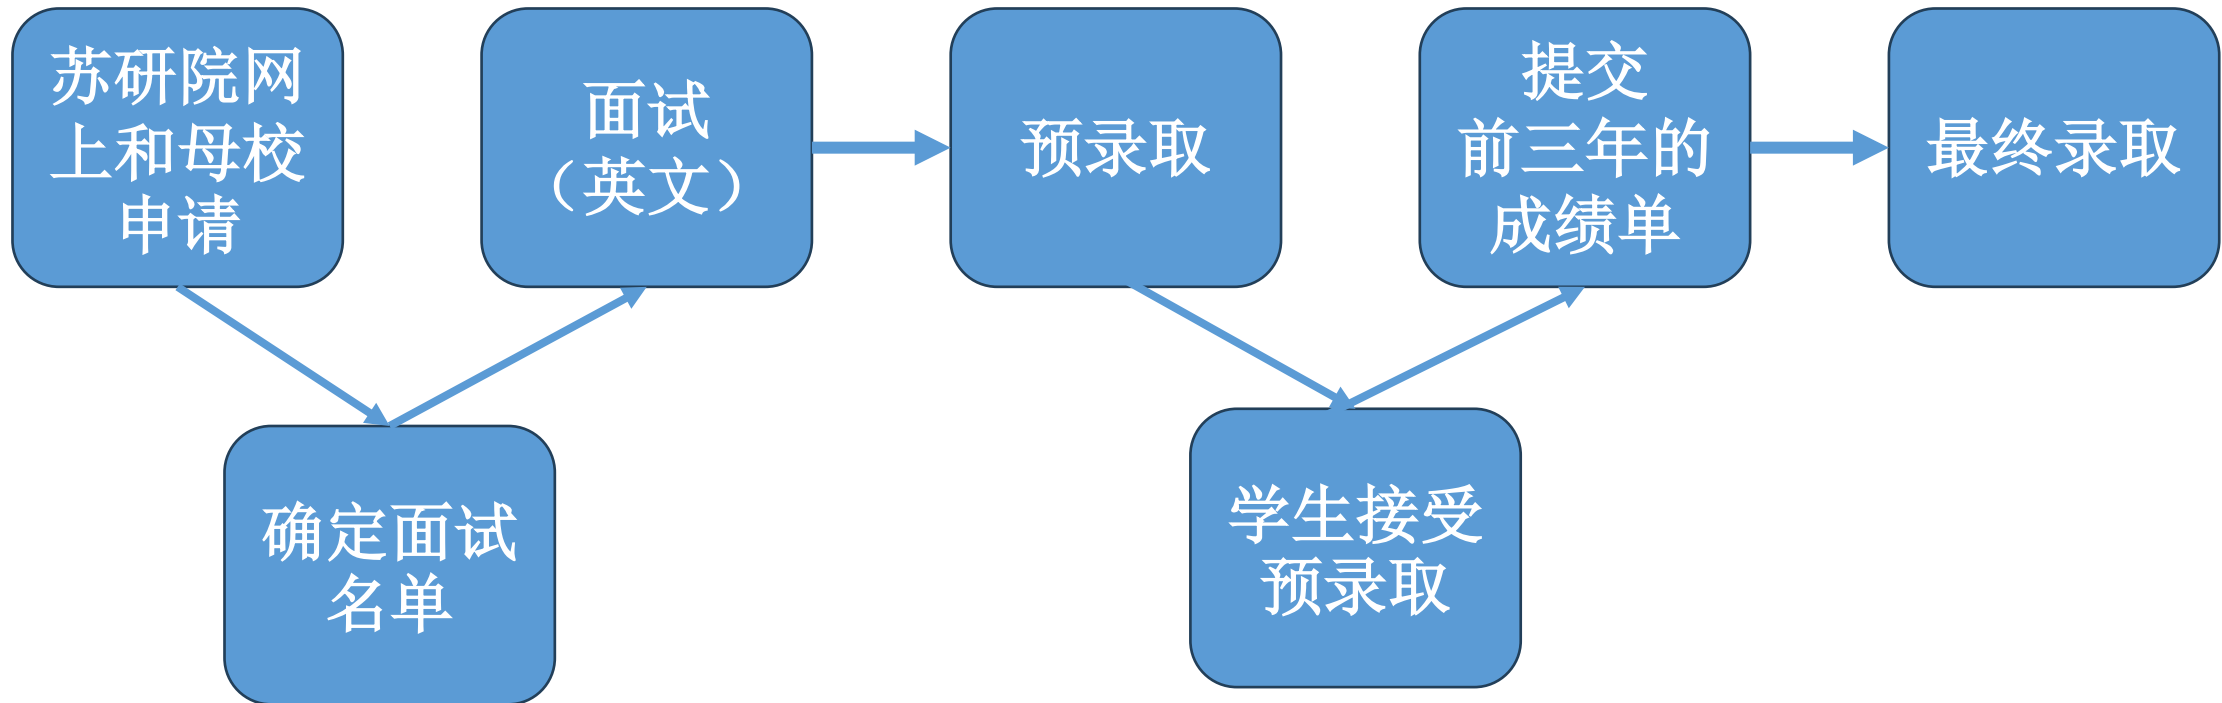 苏研院网
上和母校
申请
确定面试
名单
面试
（英文）
预录取
学生接受
预录取
提交
前三年的
成绩单
最终录取